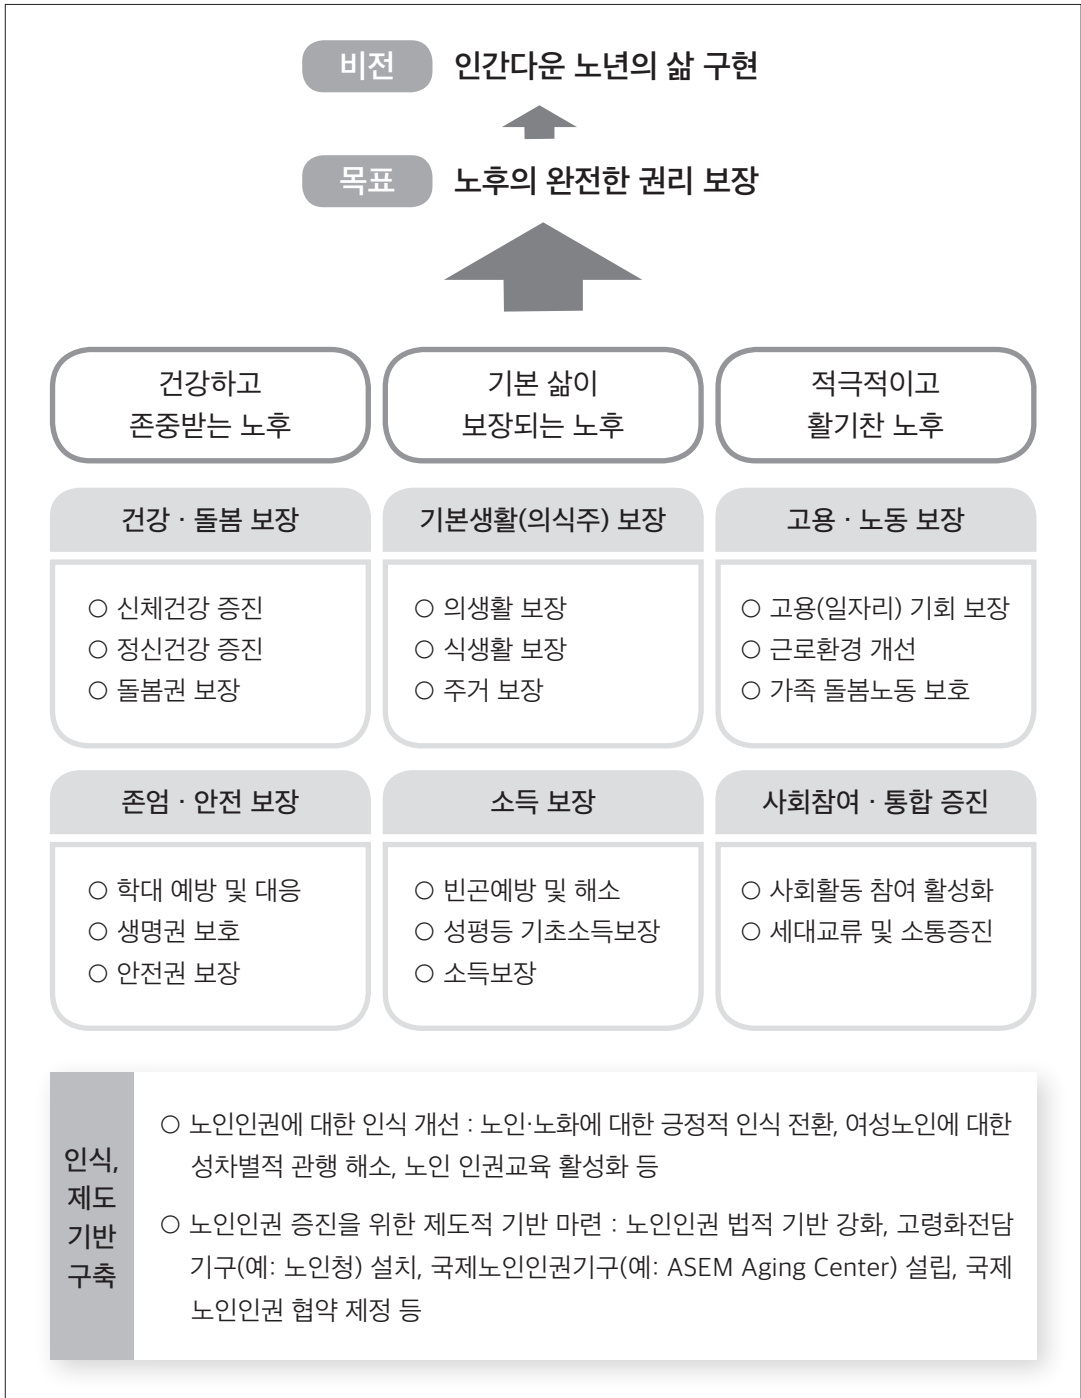 비전 인간다운 노년의 삶 구현
목표 노후의 완전한 권리 보장
건강하고
존중받는 노후
기본 삶이
보장되는 노후
적극적이고
활기찬 노후
건강 · 돌봄 보장
○ 신체건강 증진
○ 정신건강 증진
○ 돌봄권 보장
기본생활(의식주) 보장
○ 의생활 보장
○ 식생활 보장
○ 주거 보장
고용 · 노동 보장
○ 고용(일자리) 기회 보장
○ 근로환경 개선
○ 가족 돌봄노동 보호
존엄 · 안전 보장
○ 학대 예방 및 대응
○ 생명권 보호
○ 안전권 보장
소득 보장
○ 빈곤예방 및 해소
○ 성평등 기초소득보장
○ 소득보장
사회참여 · 통합 증진
○ 사회활동 참여 활성화
○ 세대교류 및 소통증진
인식,
제도
기반
구축
○ 노인인권에 대한 인식 개선 : 노인·노화에 대한 긍정적 인식 전환, 여성노인에 대한
성차별적 관행 해소, 노인 인권교육 활성화 등
○ 노인인권 증진을 위한 제도적 기반 마련 : 노인인권 법적 기반 강화, 고령화전담
기구(예: 노인청) 설치, 국제노인인권기구(예: ASEM Aging Center) 설립, 국제
노인인권 협약 제정 등